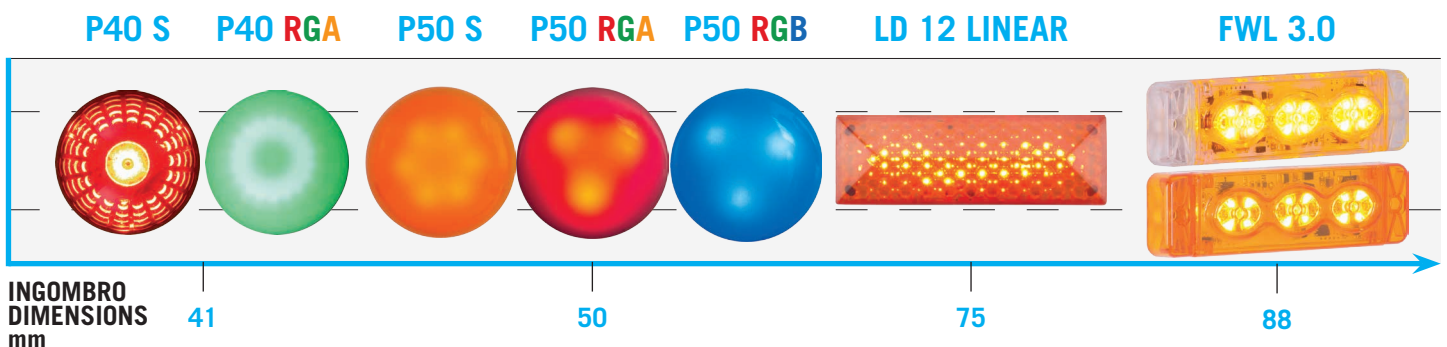 P40 S P40 RGA P50 S P50 RGA P50 RGB LD 12 LINEAR FWL 3.0
INGOMBRO
DIMENSIONS
mm
41 50 75 88